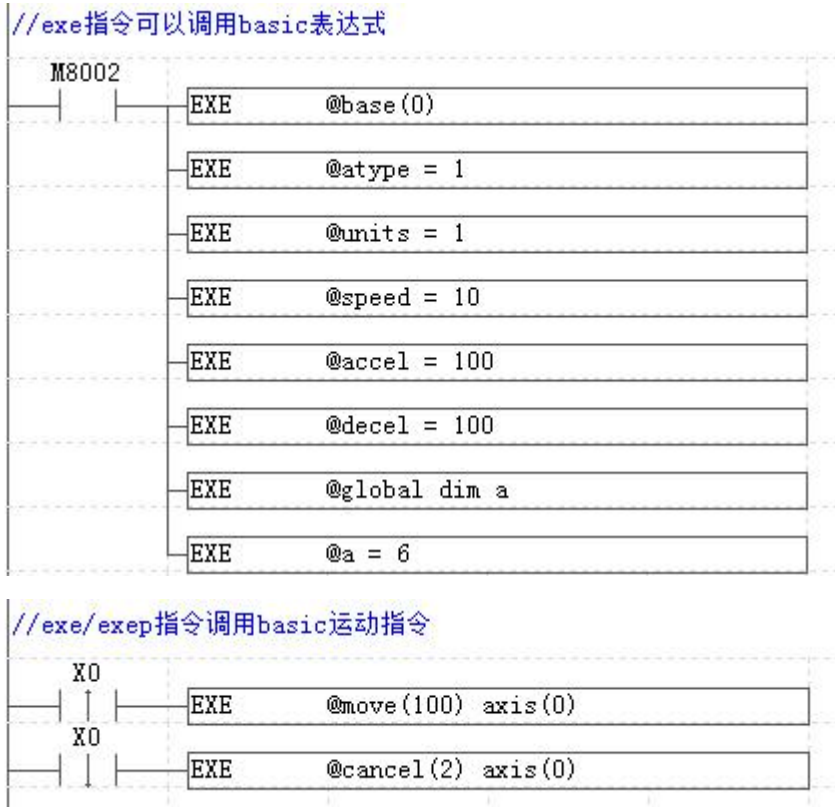 //exe指令可以调用basic表达式
M8002
EXE @base(0)
EXE @atype = 1
EXE @units = 1
EXE @speed = 10
EXE @accel = 100
EXE @decel = 100
EXE @global dim a
EXE @a = 6
//exe/exep指令调用basic运动指令
X0
EXE @move(100) axis(0)
X0
EXE @cancel(2) axis(0)